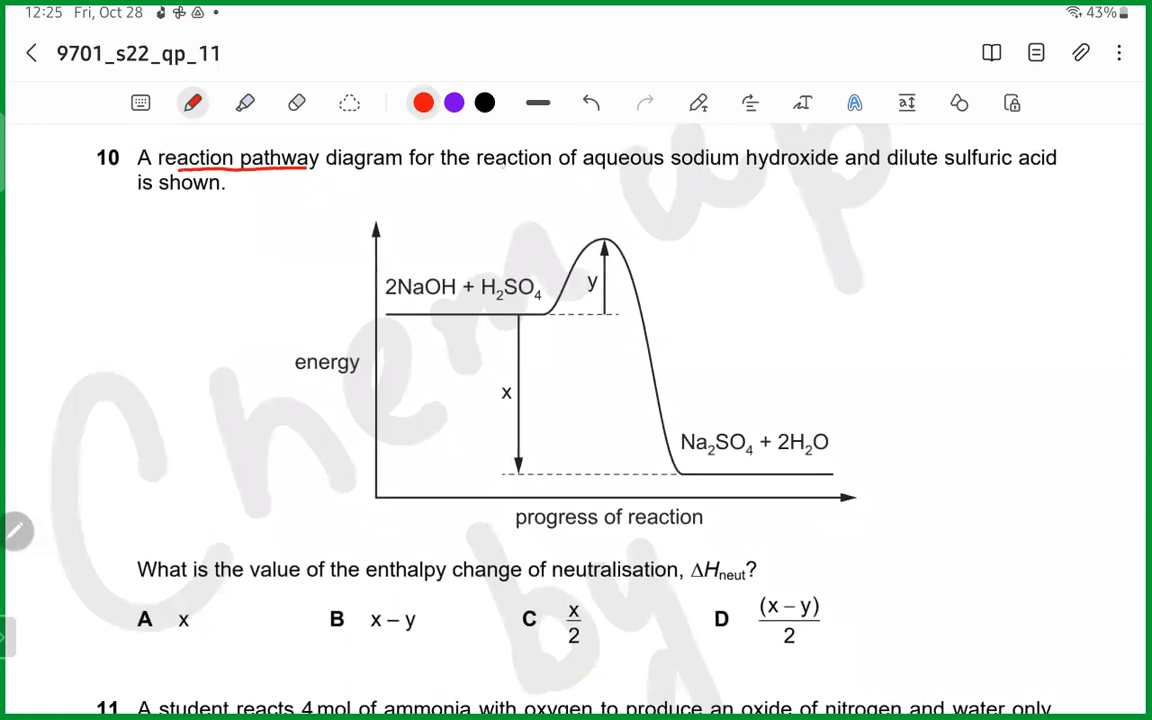 12:25 Fri, Oct 28
43%
9701_s22_qp_11
10 A reaction pathway diagram for the reaction of aqueous sodium hydroxide and dilute sulfuric acid
is shown.
2NaOH + H₂SO₄
y
energy
x
Na₂SO₄ + 2H₂O
progress of reaction
What is the value of the enthalpy change of neutralisation, ΔHneut?
A x B x – y C x/2 D (x – y)/2
11 A student reacts 4 mol of ammonia with oxygen to produce an oxide of nitrogen and water only.
Chem up
by